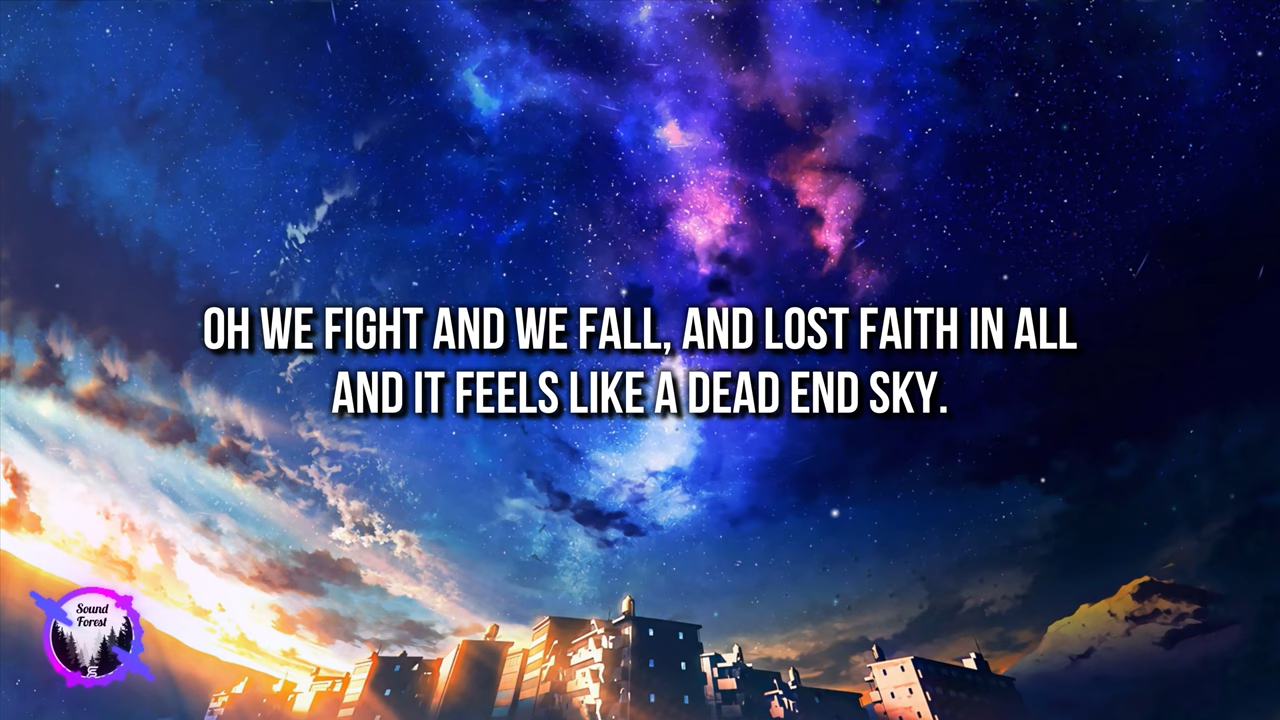 OH WE FIGHT AND WE FALL, AND LOST FAITH IN ALL
AND IT FEELS LIKE A DEAD END SKY.
Sound
Forest